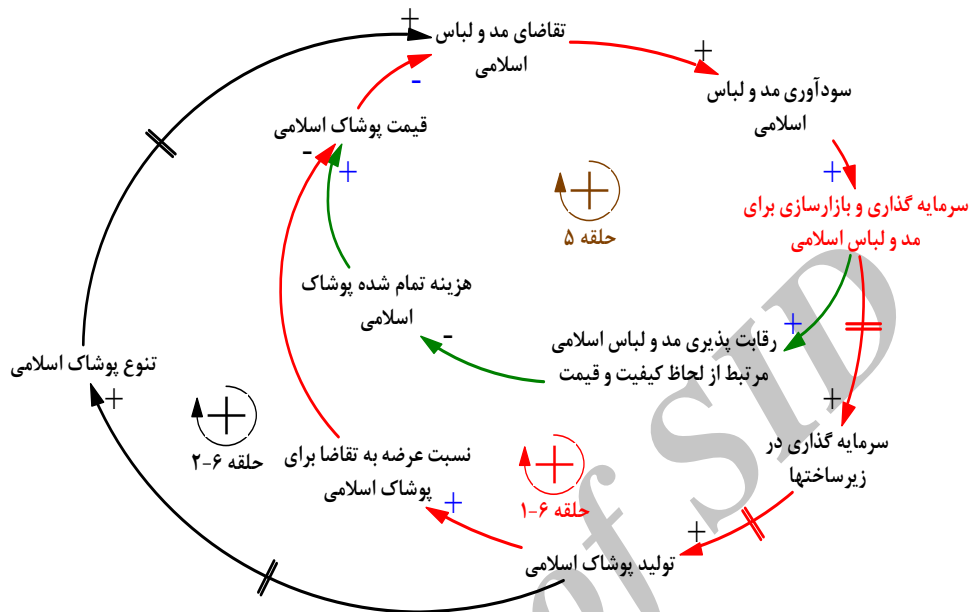 تقاضای مد و لباس
اسلامی
سودآوری مد و لباس
اسلامی
قیمت پوشاک اسلامی
سرمایه گذاری و بازارسازی برای
مد و لباس اسلامی
حلقه ۵
هزینه تمام شده پوشاک
اسلامی
رقابت پذیری مد و لباس اسلامی
مرتبط از لحاظ کیفیت و قیمت
تنوع پوشاک اسلامی
سرمایه گذاری در
زیرساختها
نسبت عرضه به تقاضا برای
پوشاک اسلامی
حلقه ۶-۲
حلقه ۶-۱
تولید پوشاک اسلامی
of SID